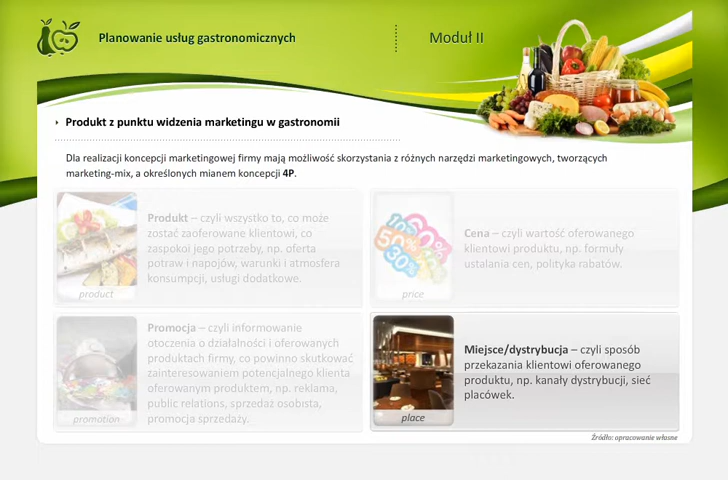 Planowanie usług gastronomicznych
Moduł II
Produkt z punktu widzenia marketingu w gastronomii
Dla realizacji koncepcji marketingowej firmy mają możliwość skorzystania z różnych narzędzi marketingowych, tworzących
marketing-mix, a określonych mianem koncepcji 4P.
Produkt – czyli wszystko to, co może
zostać zaoferowane klientowi, co
zaspokoi jego potrzeby, np. oferta
potraw i napojów, warunki i atmosfera
konsumpcji, usługi dodatkowe.
product
Cena – czyli wartość oferowanego
klientowi produktu, np. formuły
ustalania cen, polityka rabatów.
10%
50%
30%
price
Promocja – czyli informowanie
otoczenia o działalności i oferowanych
produktach firmy, co powinno skutkować
zainteresowaniem potencjalnego klienta
oferowanym produktem, np. reklama,
public relations, sprzedaż osobista,
promocja sprzedaży.
promotion
Miejsce/dystrybucja – czyli sposób
przekazania klientowi oferowanego
produktu, np. kanały dystrybucji, sieć
placówek.
place
Źródło: opracowanie własne